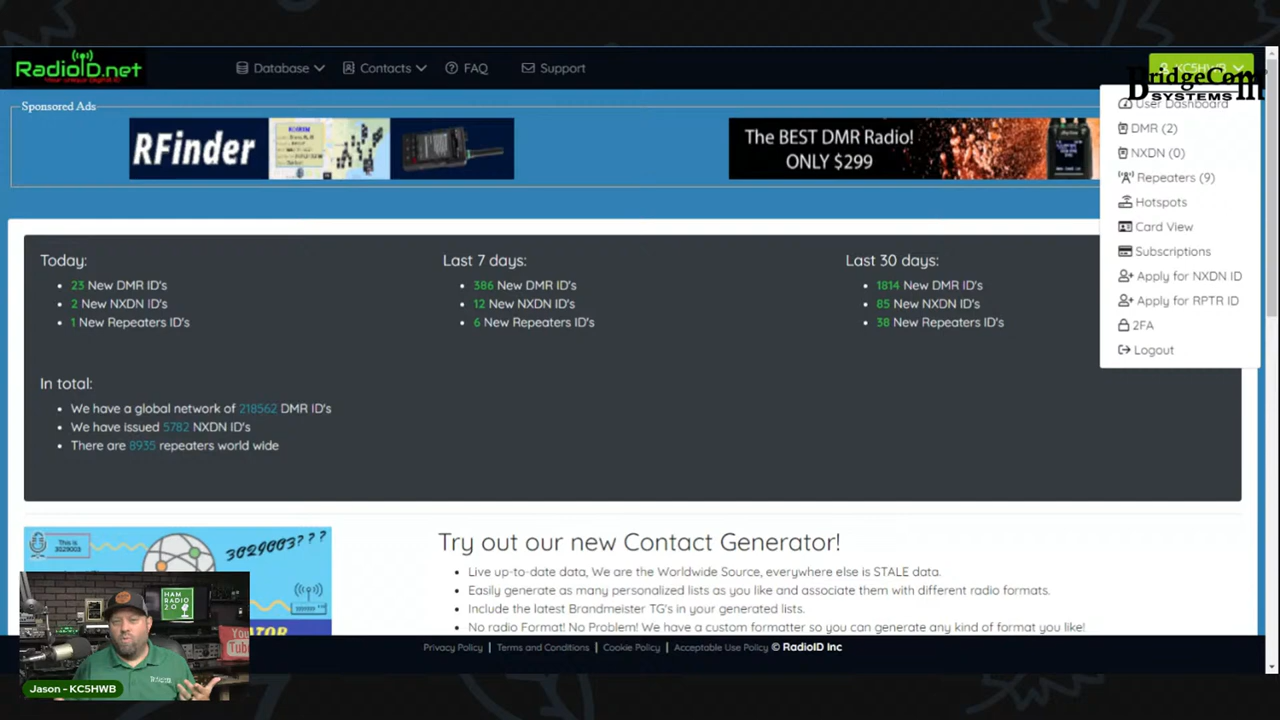 RadioID.net
Database
Contacts
FAQ
Support
KC5HWB
BridgeCom
SYSTEMS
Sponsored Ads
RFinder
The BEST DMR Radio!
ONLY $299
User Dashboard
DMR (2)
NXDN (0)
Repeaters (9)
Hotspots
Card View
Subscriptions
Apply for NXDN ID
Apply for RPTR ID
2FA
Logout
Today:
23 New DMR ID's
2 New NXDN ID's
1 New Repeaters ID's
Last 7 days:
386 New DMR ID's
12 New NXDN ID's
6 New Repeaters ID's
Last 30 days:
1814 New DMR ID's
85 New NXDN ID's
38 New Repeaters ID's
In total:
We have a global network of 218562 DMR ID's
We have issued 5782 NXDN ID's
There are 8935 repeaters world wide
This is
3029003
3029003???
Try out our new Contact Generator!
Live up-to-date data, We are the Worldwide Source, everywhere else is STALE data.
Easily generate as many personalized lists as you like and associate them with different radio formats.
Include the latest Brandmeister TG's in your generated lists.
No radio Format! No Problem! We have a custom formatter so you can generate any kind of format you like!
HAM
RADIO
2.0
You
Tube
Jason - KC5HWB
Privacy Policy | Terms and Conditions | Cookie Policy | Acceptable Use Policy © RadioID Inc